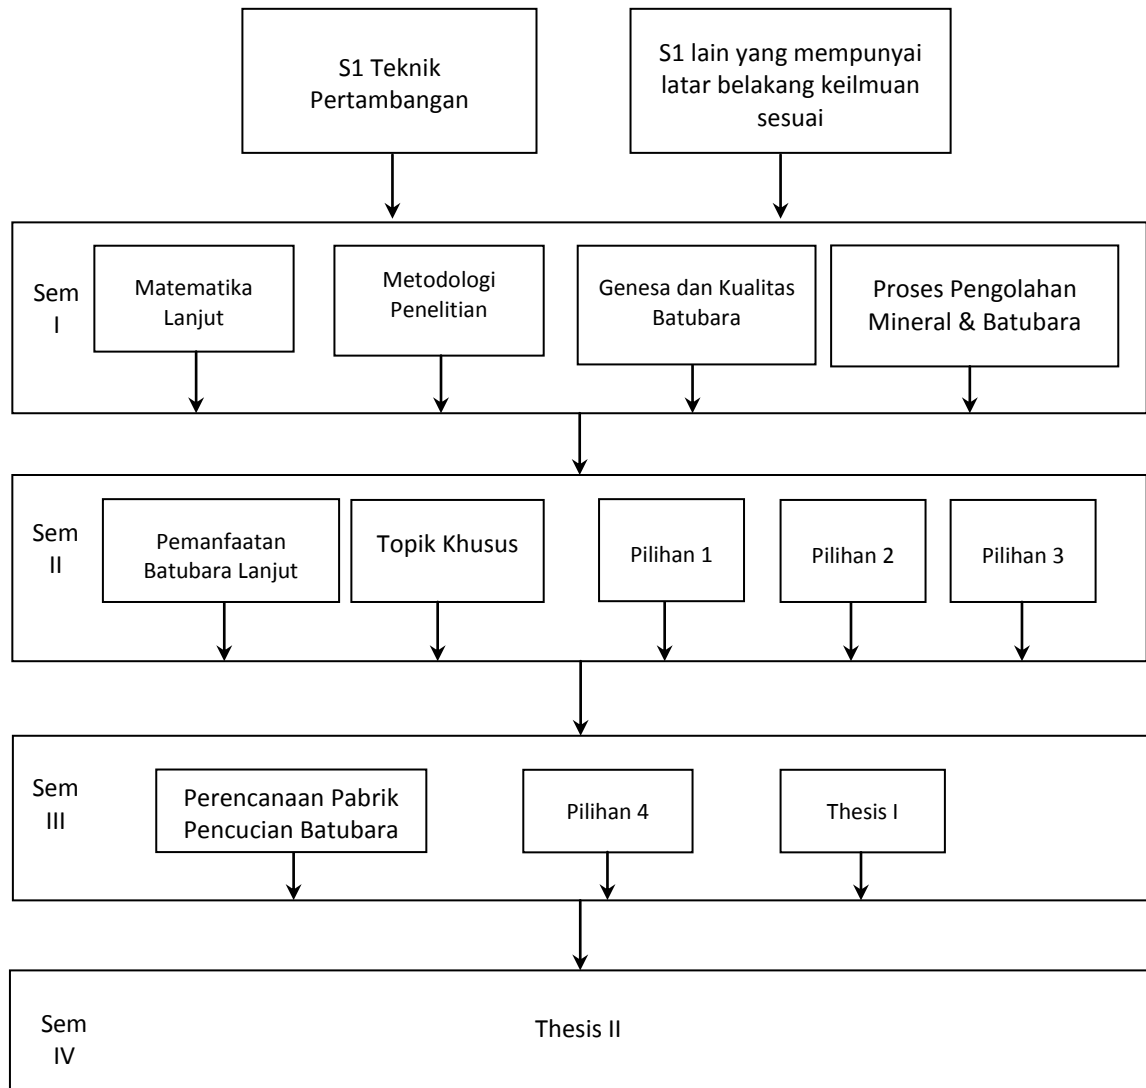 S1 Teknik
Pertambangan
S1 lain yang mempunyai
latar belakang keilmuan
sesuai
Sem
I
Matematika
Lanjut
Metodologi
Penelitian
Genesa dan Kualitas
Batubara
Proses Pengolahan
Mineral & Batubara
Sem
II
Pemanfaatan
Batubara Lanjut
Topik Khusus
Pilihan 1
Pilihan 2
Pilihan 3
Sem
III
Perencanaan Pabrik
Pencucian Batubara
Pilihan 4
Thesis I
Sem
IV
Thesis II